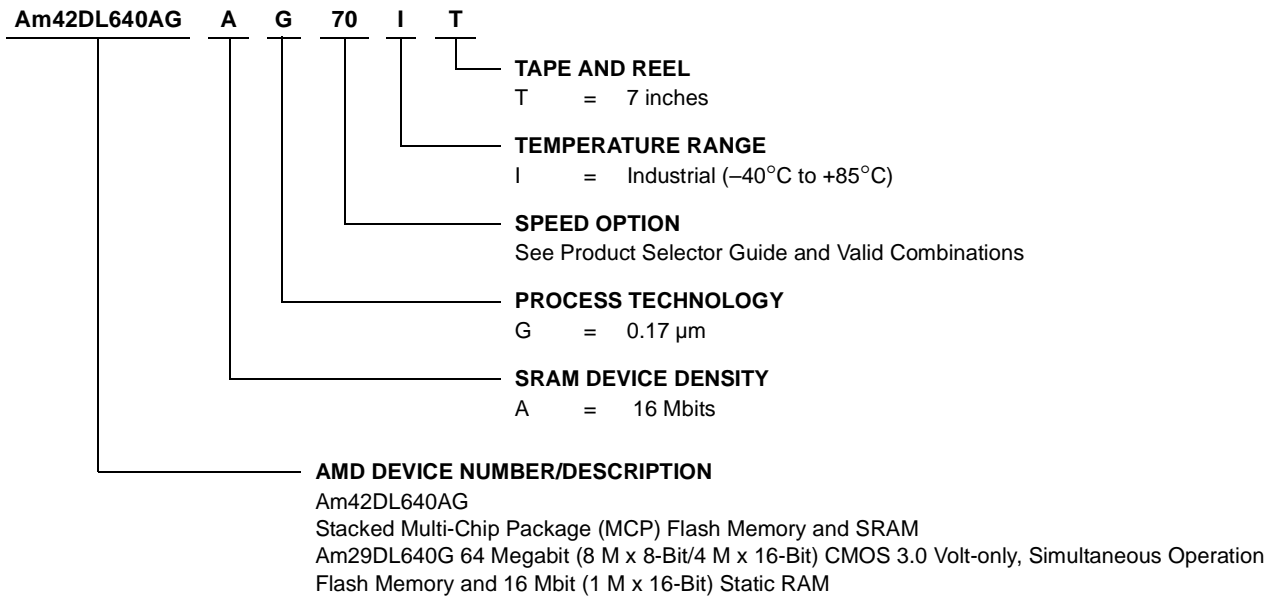 Am42DL640AG A G 70 I T
TAPE AND REEL
T = 7 inches
TEMPERATURE RANGE
I = Industrial (–40°C to +85°C)
SPEED OPTION
See Product Selector Guide and Valid Combinations
PROCESS TECHNOLOGY
G = 0.17 µm
SRAM DEVICE DENSITY
A = 16 Mbits
AMD DEVICE NUMBER/DESCRIPTION
Am42DL640AG
Stacked Multi-Chip Package (MCP) Flash Memory and SRAM
Am29DL640G 64 Megabit (8 M x 8-Bit/4 M x 16-Bit) CMOS 3.0 Volt-only, Simultaneous Operation
Flash Memory and 16 Mbit (1 M x 16-Bit) Static RAM